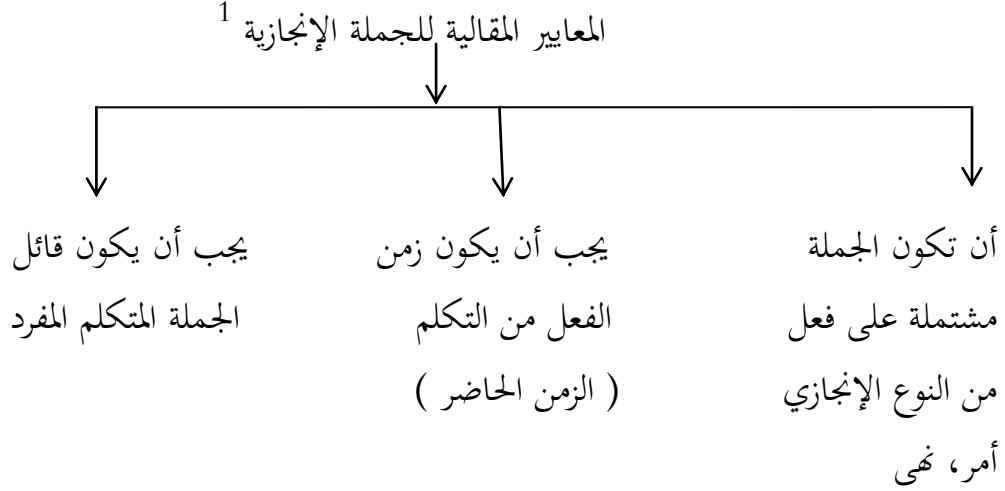 المعايير المقالية للجملة الإنجازية 1
أن تكون الجملة
مشتملة على فعل
من النوع الإنجازي
أمر، نهى
يجب أن يكون زمن
الفعل من التكلم
( الزمن الحاضر )
يجب أن يكون قائل
الجملة المتكلم المفرد